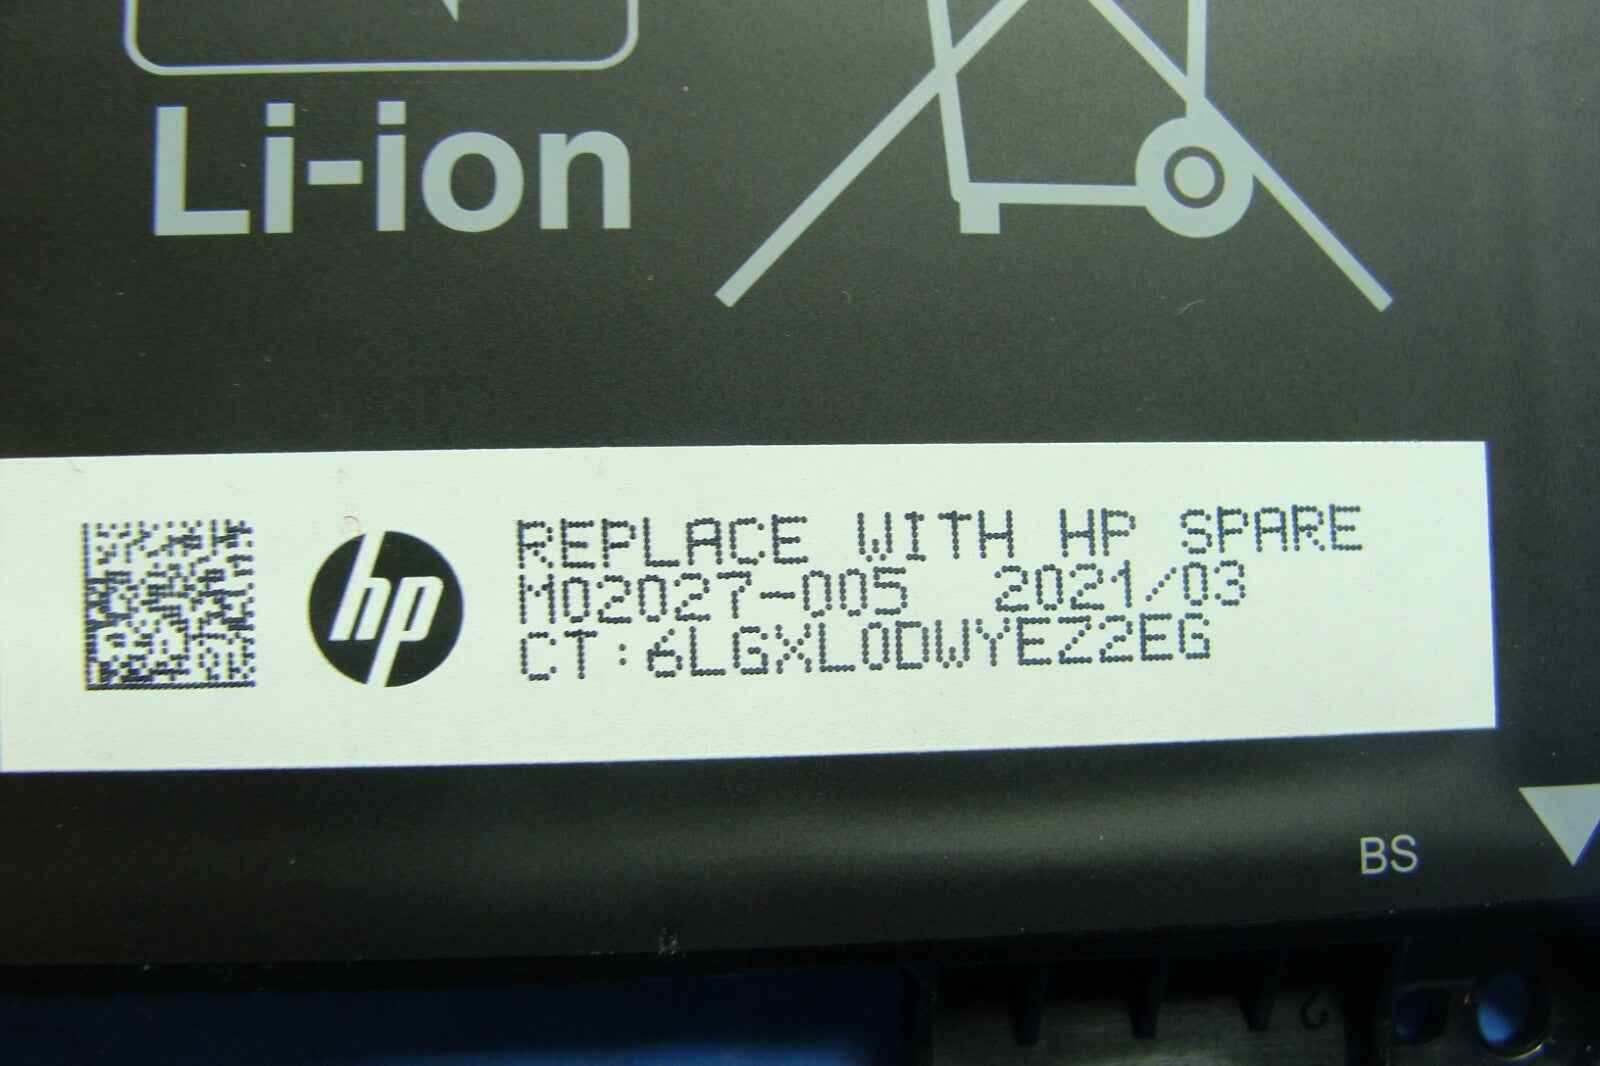 Li-ion
hp
REPLACE WITH HP SPARE
M02027-005 2021/03
CT:6LGXL0DWYEZ2EG
BS